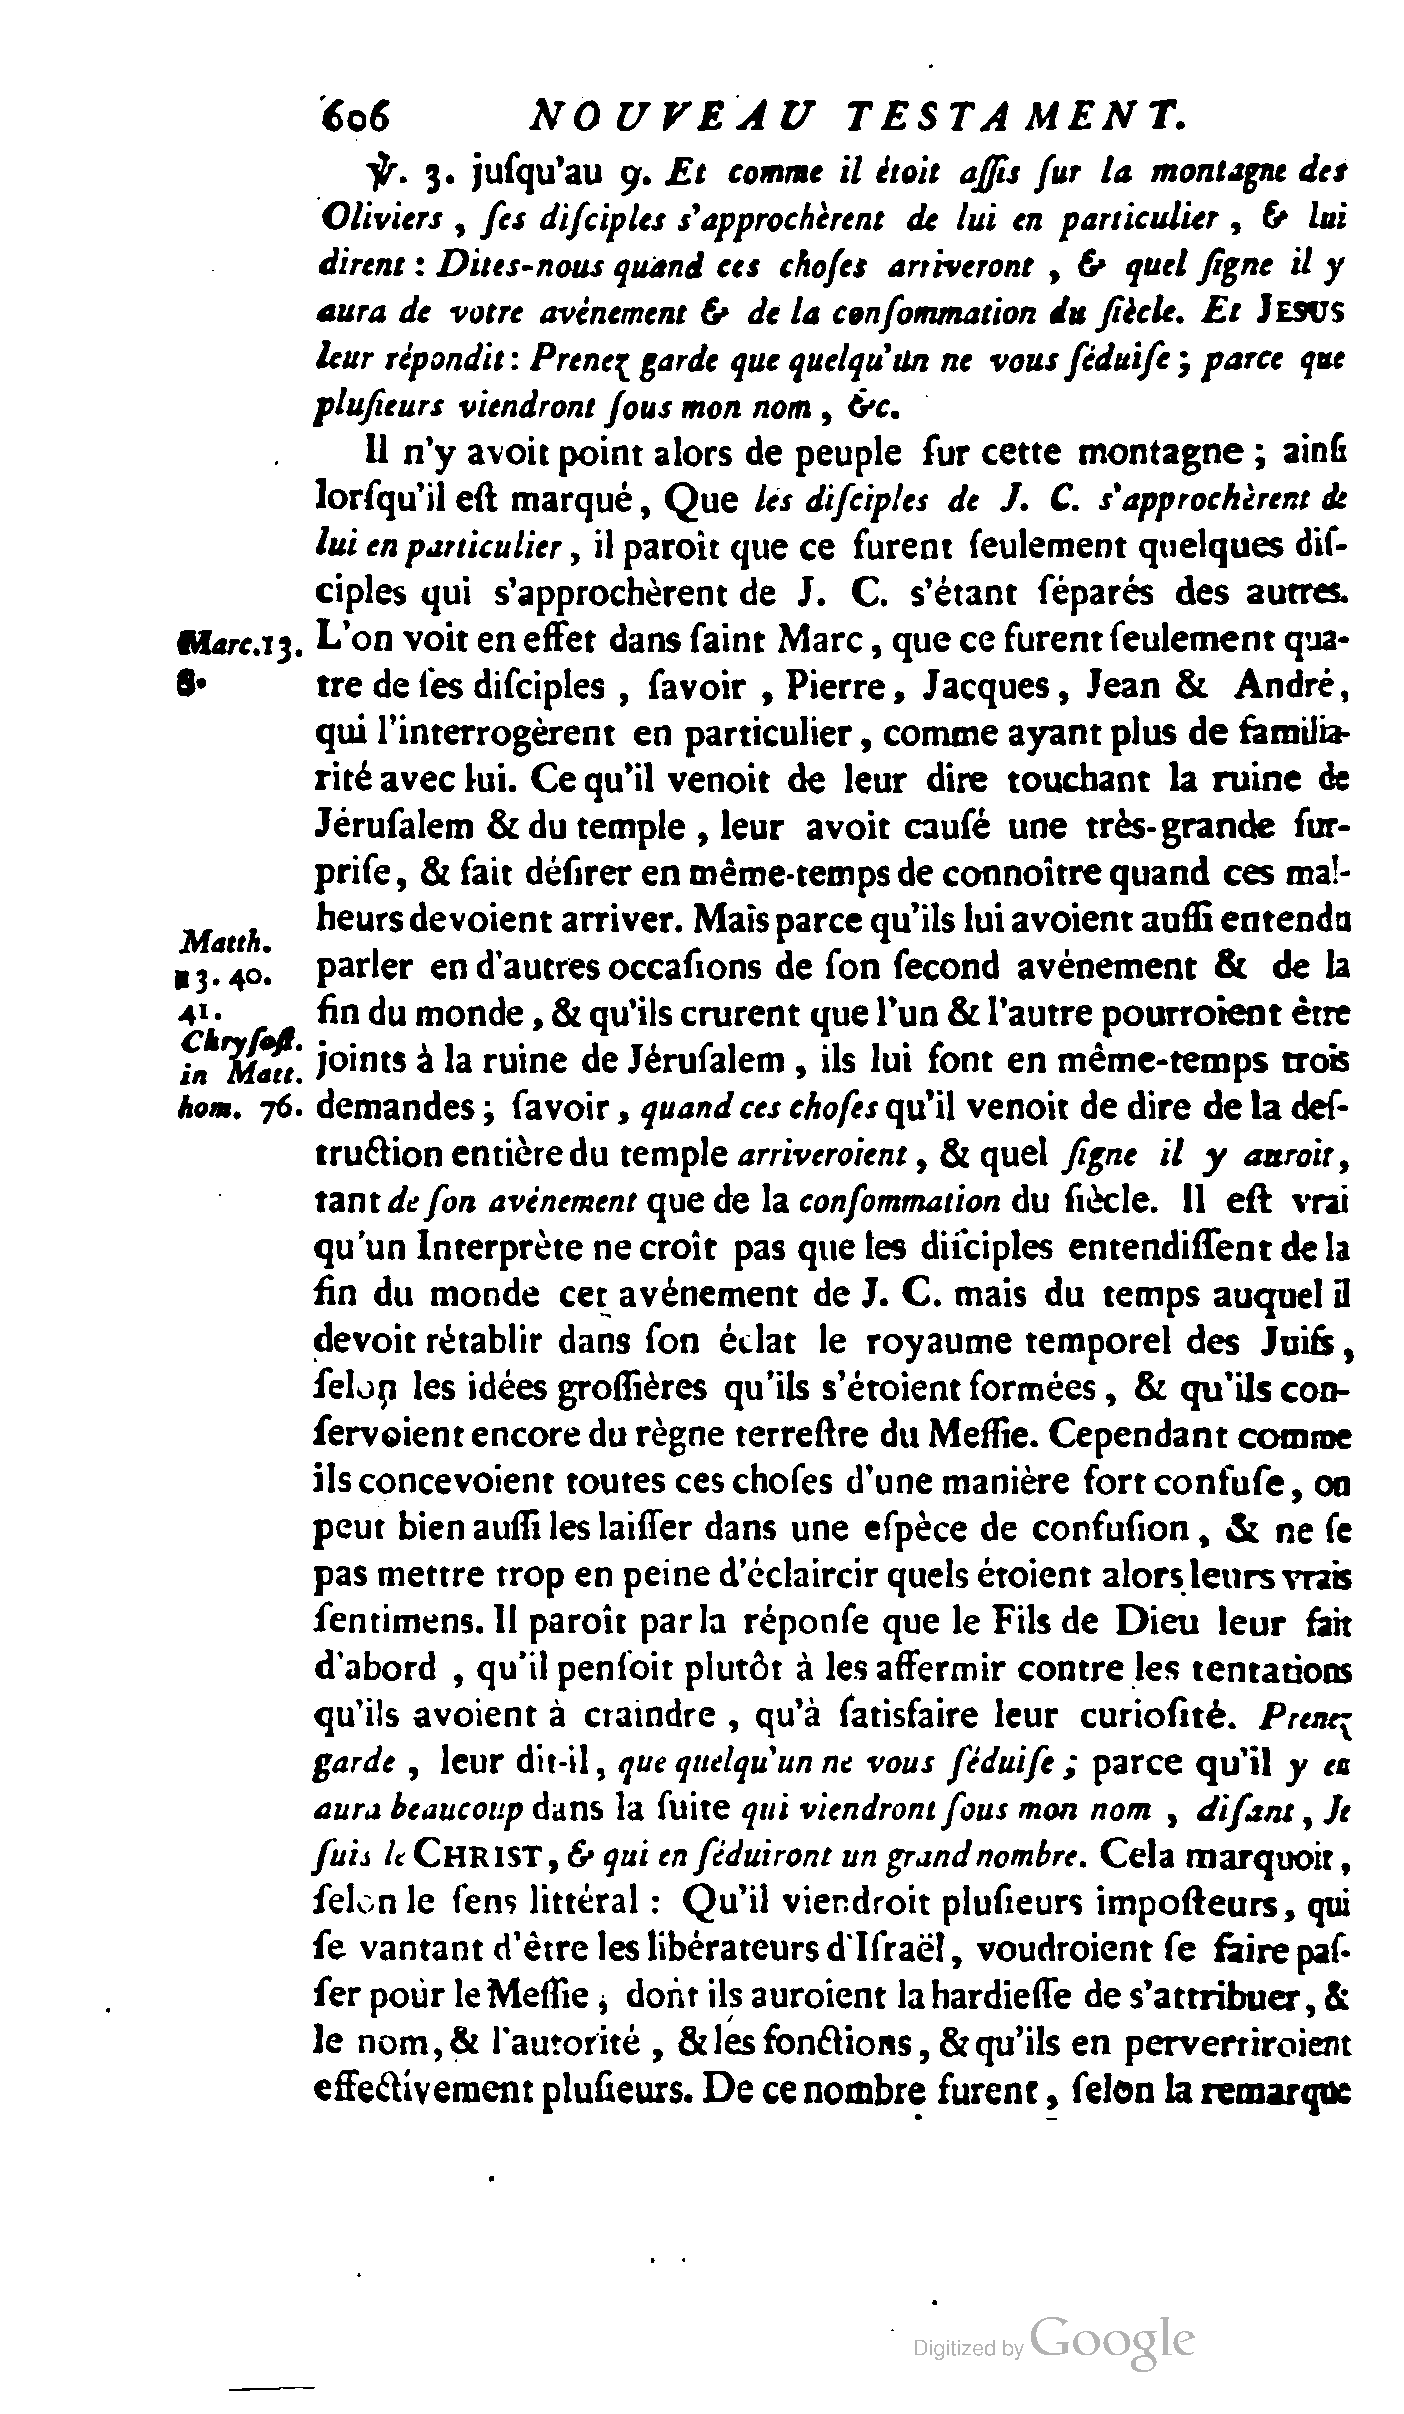 606 NOUVEAU TESTAMENT.
℣. 3. juſqu'au 9. Et comme il étoit aſſis ſur la montagne des
Oliviers, ſes diſciples s'approchèrent de lui en particulier, & lui
dirent : Dites-nous quand ces choſes arriveront, & quel ſigne il y
aura de votre avénement & de la conſommation du ſiècle. Et JESUS
leur répondit : Prenez garde que quelqu'un ne vous ſéduiſe ; parce que
pluſieurs viendront ſous mon nom, &c.
Il n'y avoit point alors de peuple ſur cette montagne ; ainſi
lorſqu'il eſt marqué, Que les diſciples de J. C. s'approchèrent de
lui en particulier, il paroît que ce furent ſeulement quelques diſ-
ciples qui s'approchèrent de J. C. s'étant ſéparés des autres.
Marc.13. L'on voit en effet dans ſaint Marc, que ce furent ſeulement qua-
tre de ſes diſciples, ſavoir, Pierre, Jacques, Jean & André,
qui l'interrogèrent en particulier, comme ayant plus de familia-
rité avec lui. Ce qu'il venoit de leur dire touchant la ruine de
Jéruſalem & du temple, leur avoit cauſé une très-grande ſur-
priſe, & fait déſirer en même-temps de connoître quand ces mal-
heurs devoient arriver. Mais parce qu'ils lui avoient auſſi entendu
Matth.
3. 40. parler en d'autres occaſions de ſon ſecond avénement & de la
41. fin du monde, & qu'ils crurent que l'un & l'autre pourroient être
Chryſoſt.
in Matt. joints à la ruine de Jéruſalem, ils lui font en même-temps trois
hom. 76. demandes ; ſavoir, quand ces choſes qu'il venoit de dire de la deſ-
truction entière du temple arriveroient, & quel ſigne il y auroit,
tant de ſon avénement que de la conſommation du ſiècle. Il eſt vrai
qu'un Interprète ne croît pas que les diſciples entendiſſent de la
fin du monde cet avénement de J. C. mais du temps auquel il
devoit rétablir dans ſon éclat le royaume temporel des Juifs,
ſelon les idées groſſières qu'ils s'étoient formées, & qu'ils con-
ſervoient encore du règne terreſtre du Meſſie. Cependant comme
ils concevoient toutes ces choſes d'une manière fort confuſe, on
peut bien auſſi les laiſſer dans une eſpèce de confuſion, & ne ſe
pas mettre trop en peine d'éclaircir quels étoient alors leurs vrais
ſentimens. Il paroît par la réponſe que le Fils de Dieu leur fait
d'abord, qu'il penſoit plutôt à les affermir contre les tentations
qu'ils avoient à craindre, qu'à ſatisfaire leur curioſité. Prenez
garde, leur dit-il, que quelqu'un ne vous ſéduiſe ; parce qu'il y en
aura beaucoup dans la ſuite qui viendront ſous mon nom, diſant, Je
ſuis le CHRIST, & qui en ſéduiront un grand nombre. Cela marquoit,
ſelon le ſens littéral : Qu'il viendroit pluſieurs impoſteurs, qui
ſe vantant d'être les libérateurs d'Iſraël, voudroient ſe faire paſ-
ſer pour le Meſſie, dont ils auroient la hardieſſe de s'attribuer, &
le nom, & l'autorité, & les fonctions, & qu'ils en pervertiroient
effectivement pluſieurs. De ce nombre furent, ſelon la remarque
Digitized by Google